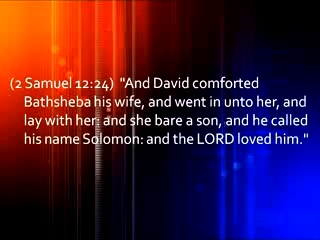 (2 Samuel 12:24)  "And David comforted
Bathsheba his wife, and went in unto her, and
lay with her: and she bare a son, and he called
his name Solomon: and the LORD loved him."